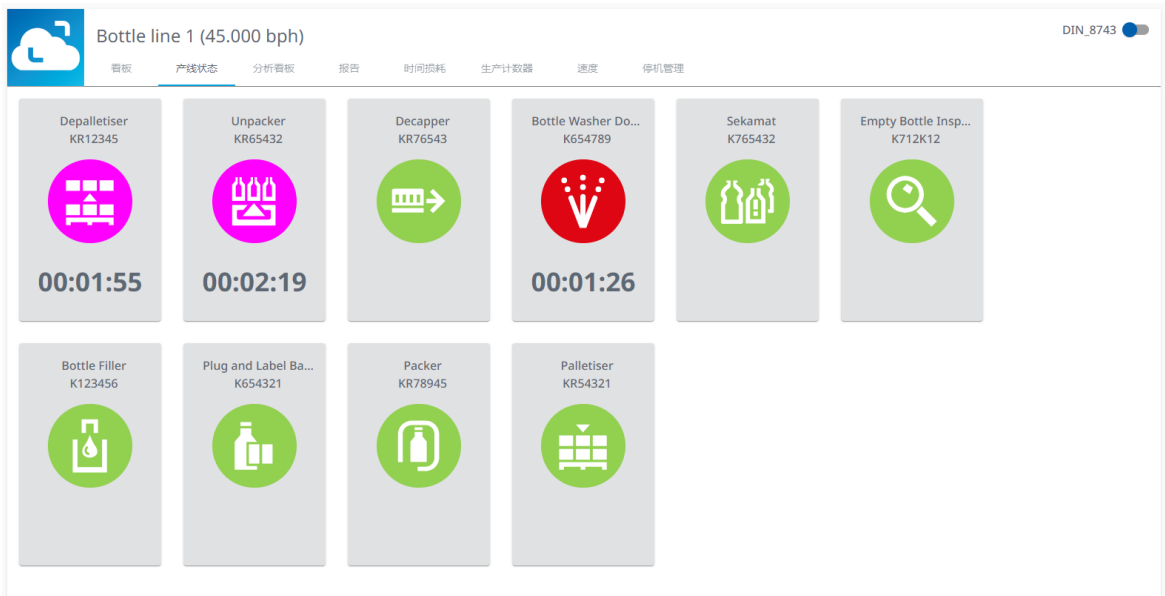 Bottle line 1 (45.000 bph)
DIN_8743
看板 产线状态 分析看板 报告 时间损耗 生产计数器 速度 停机管理
Depalletiser
KR12345
00:01:55
Unpacker
KR65432
00:02:19
Decapper
KR76543
Bottle Washer Do...
K654789
00:01:26
Sekamat
K765432
Empty Bottle Insp...
K712K12
Bottle Filler
K123456
Plug and Label Ba...
K654321
Packer
KR78945
Palletiser
KR54321